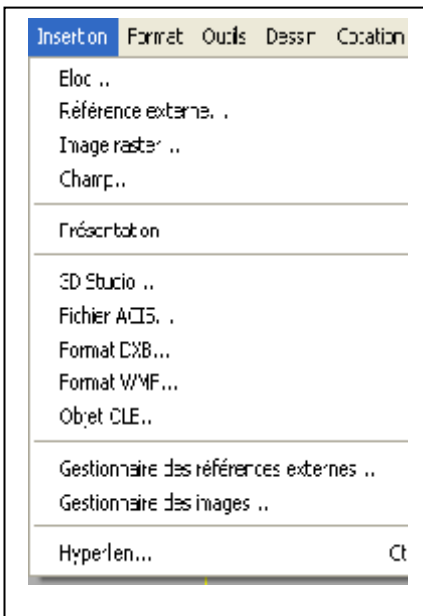 Insertion Format Outils Dessin Cotation
Bloc...
Référence externe...
Image raster...
Champ...
Présentation
3D Studio...
Fichier ACIS...
Format DXB...
Format WMF...
Objet OLE...
Gestionnaire des références externes...
Gestionnaire des images...
Hyperlien... Ct